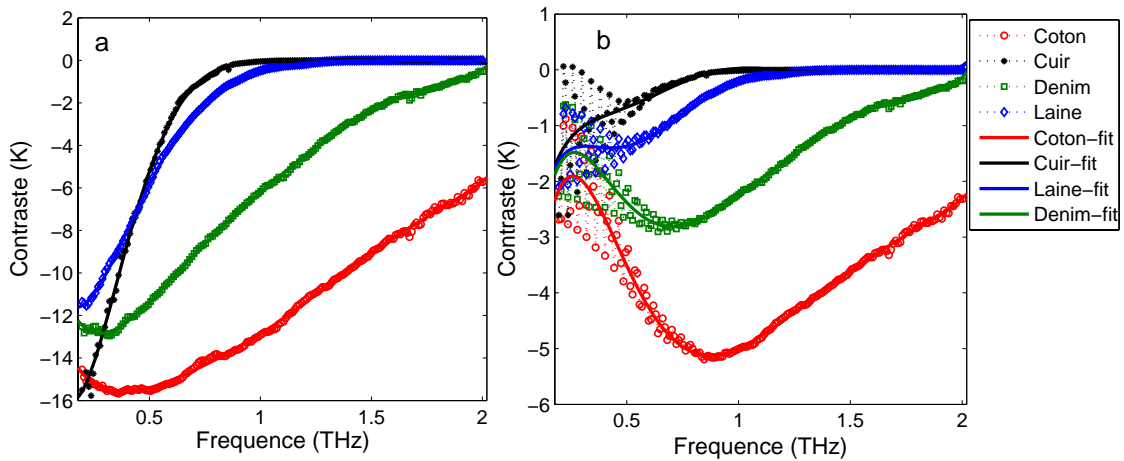 a
2
0
−2
−4
−6
−8
−10
−12
−14
−16
0.5
1
1.5
2
Contraste (K)
Frequence (THz)
b
1
0
−1
−2
−3
−4
−5
−6
0.5
1
1.5
2
Contraste (K)
Frequence (THz)
Coton
Cuir
Denim
Laine
Coton−fit
Cuir−fit
Laine−fit
Denim−fit